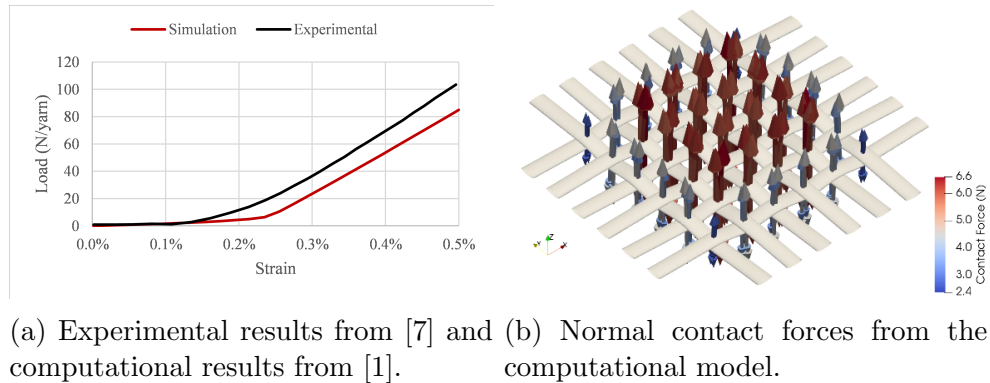 Simulation Experimental
120
100
80
60
40
20
0
Load (N/yarn)
0.0% 0.1% 0.2% 0.3% 0.4% 0.5%
Strain
6.6
6.0
5.0
4.0
3.0
2.4
Contact Force (N)
Z
Y X
(a) Experimental results from [7] and
computational results from [1].
(b) Normal contact forces from the
computational model.